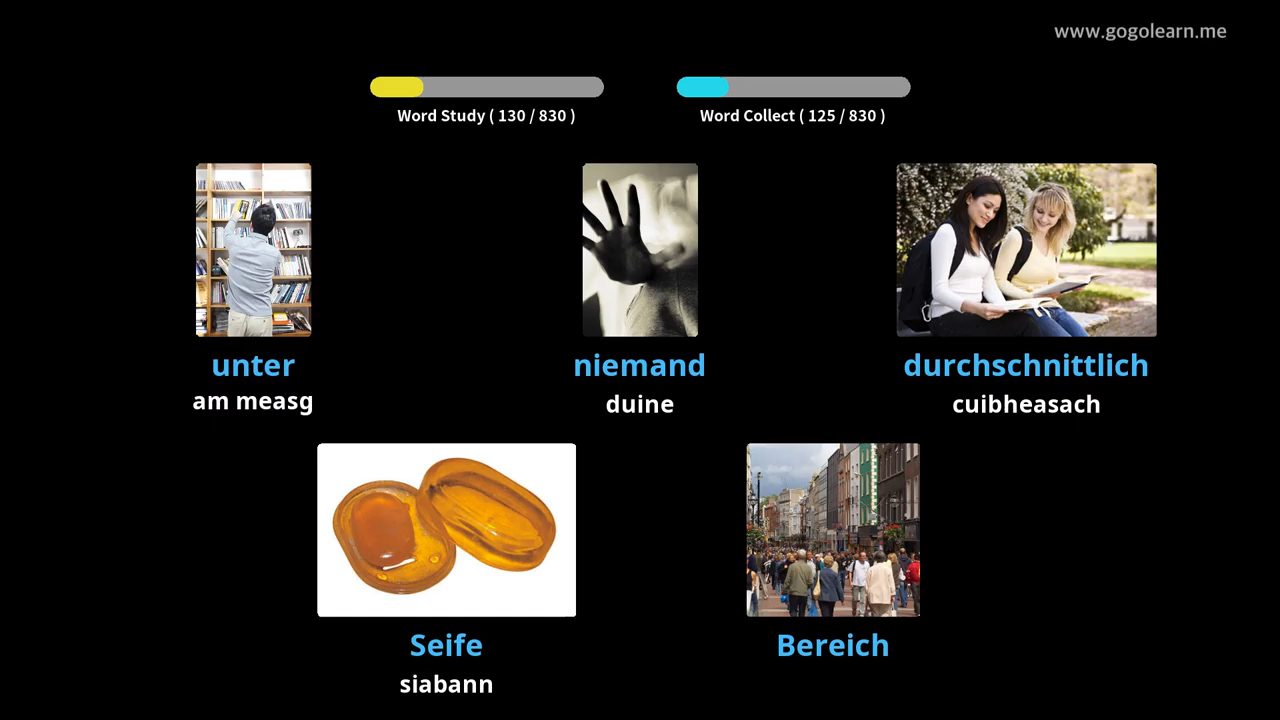 www.gogolearn.me
Word Study ( 130 / 830 )
Word Collect ( 125 / 830 )
unter
am measg
niemand
duine
durchschnittlich
cuibheasach
Seife
siabann
Bereich